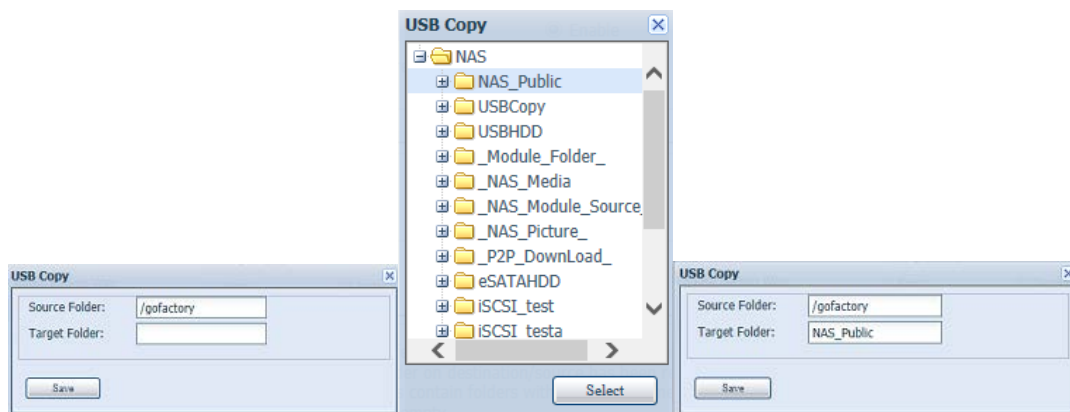 USB Copy
Source Folder: /gofactory
Target Folder:
Save
USB Copy
NAS
NAS_Public
USBCopy
USBHDD
_Module_Folder_
_NAS_Media
_NAS_Module_Source_
_NAS_Picture_
_P2P_DownLoad_
eSATAHDD
iSCSI_test
iSCSI_testa
Select
USB Copy
Source Folder: /gofactory
Target Folder: NAS_Public
Save